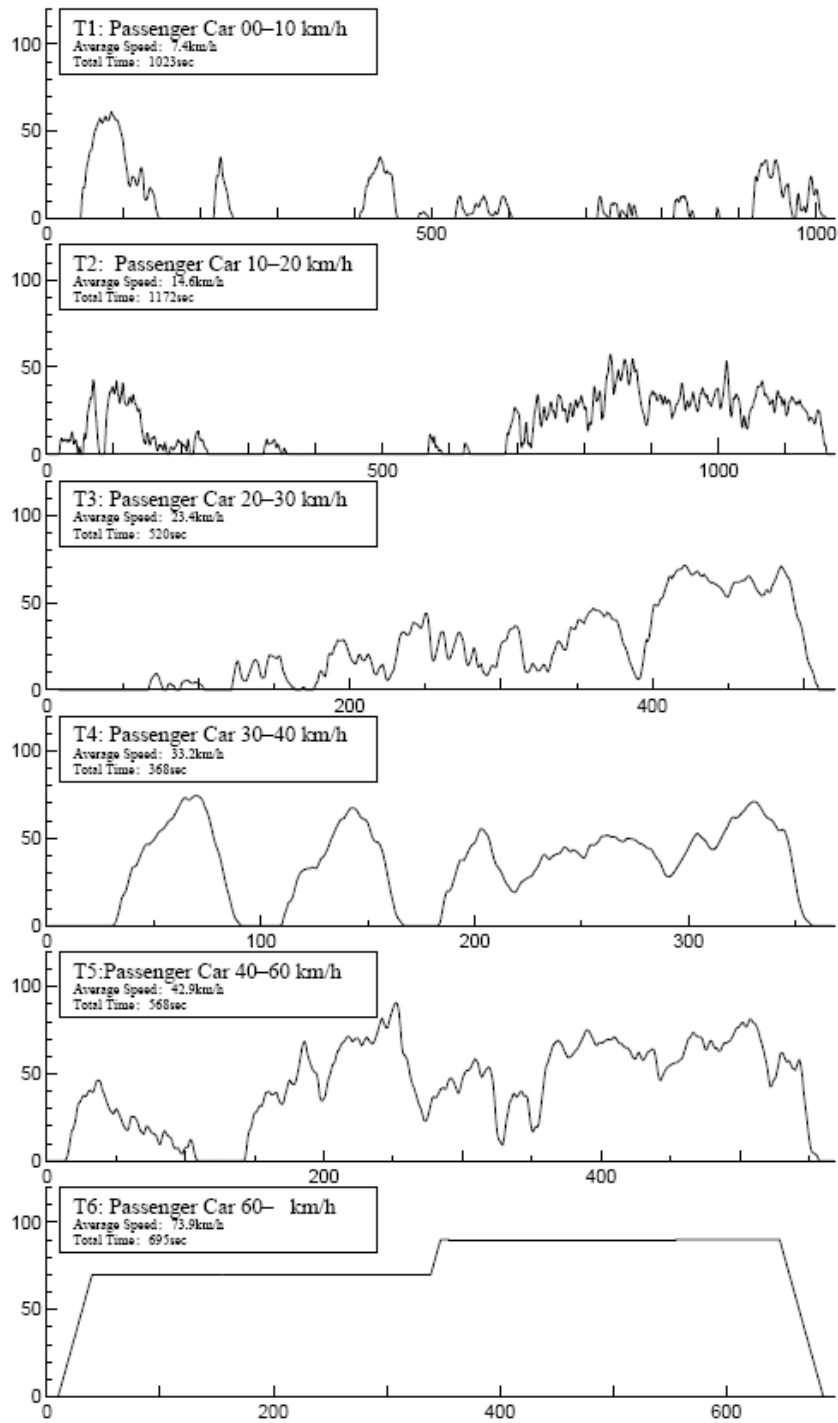 T1: Passenger Car 00–10 km/h
Average Speed: 7.4km/h
Total Time: 1023sec
100
50
0
0 500 1000
T2: Passenger Car 10–20 km/h
Average Speed: 14.6km/h
Total Time: 1172sec
100
50
0
0 500 1000
T3: Passenger Car 20–30 km/h
Average Speed: 23.4km/h
Total Time: 520sec
100
50
0
0 200 400
T4: Passenger Car 30–40 km/h
Average Speed: 33.2km/h
Total Time: 368sec
100
50
0
0 100 200 300
T5:Passenger Car 40–60 km/h
Average Speed: 42.9km/h
Total Time: 568sec
100
50
0
0 200 400
T6: Passenger Car 60– km/h
Average Speed: 73.9km/h
Total Time: 695sec
100
50
0
0 200 400 600